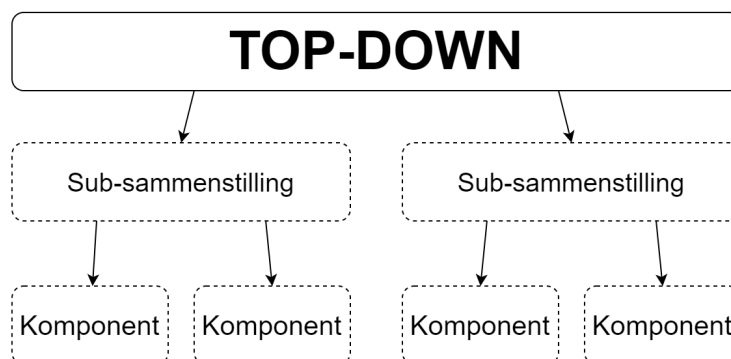 TOP-DOWN
Sub-sammenstilling
Sub-sammenstilling
Komponent
Komponent
Komponent
Komponent